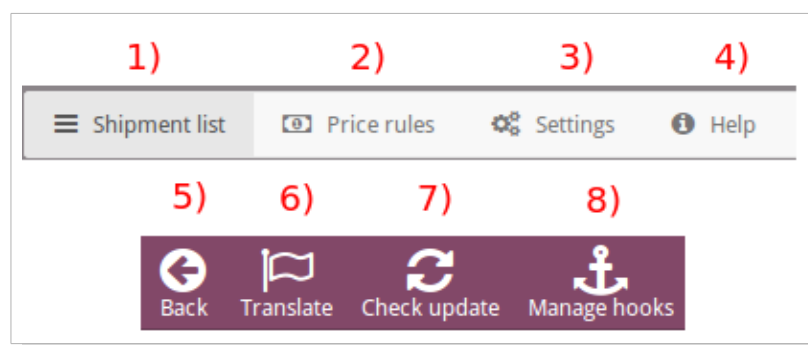 1) 2) 3) 4)
Shipment list Price rules Settings Help
5) 6) 7) 8)
Back Translate Check update Manage hooks